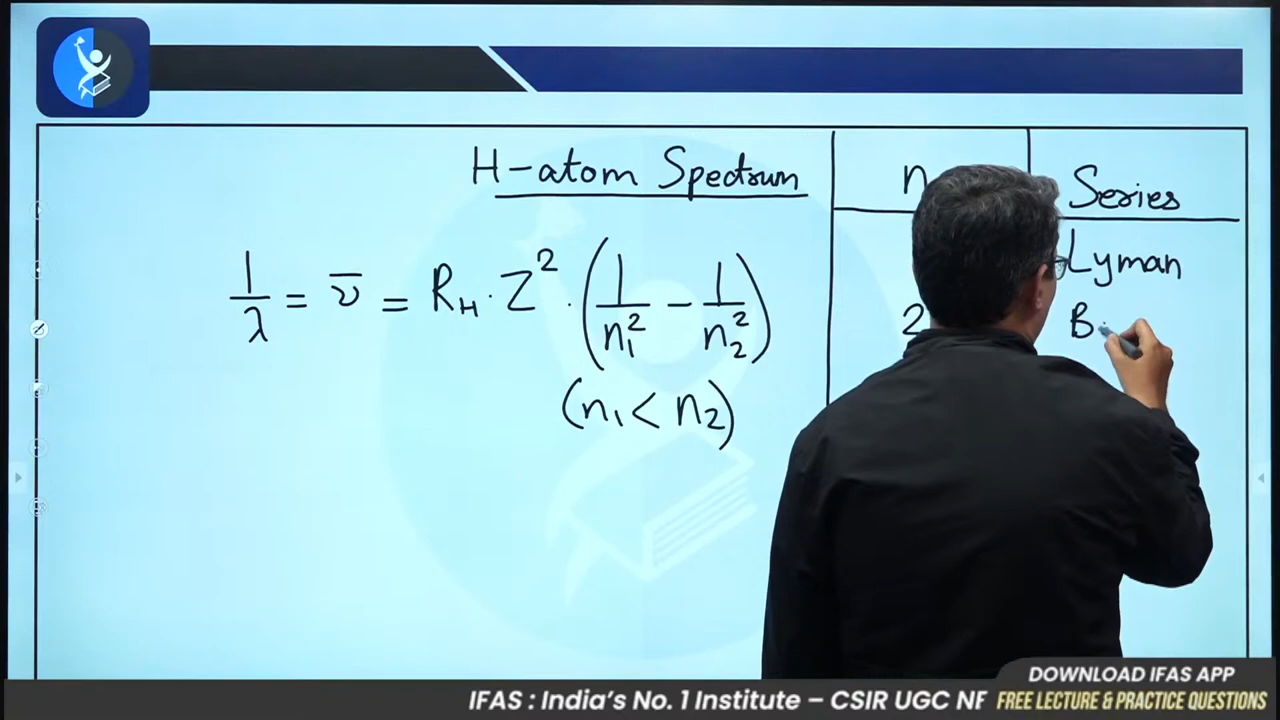 H-atom Spectrum
1/λ = ν̄ = R_H · Z² · (1/n₁² − 1/n₂²)
(n₁ < n₂)
n Series
Lyman
2 B
DOWNLOAD IFAS APP
IFAS : India's No. 1 Institute – CSIR UGC NE
FREE LECTURE & PRACTICE QUESTIONS